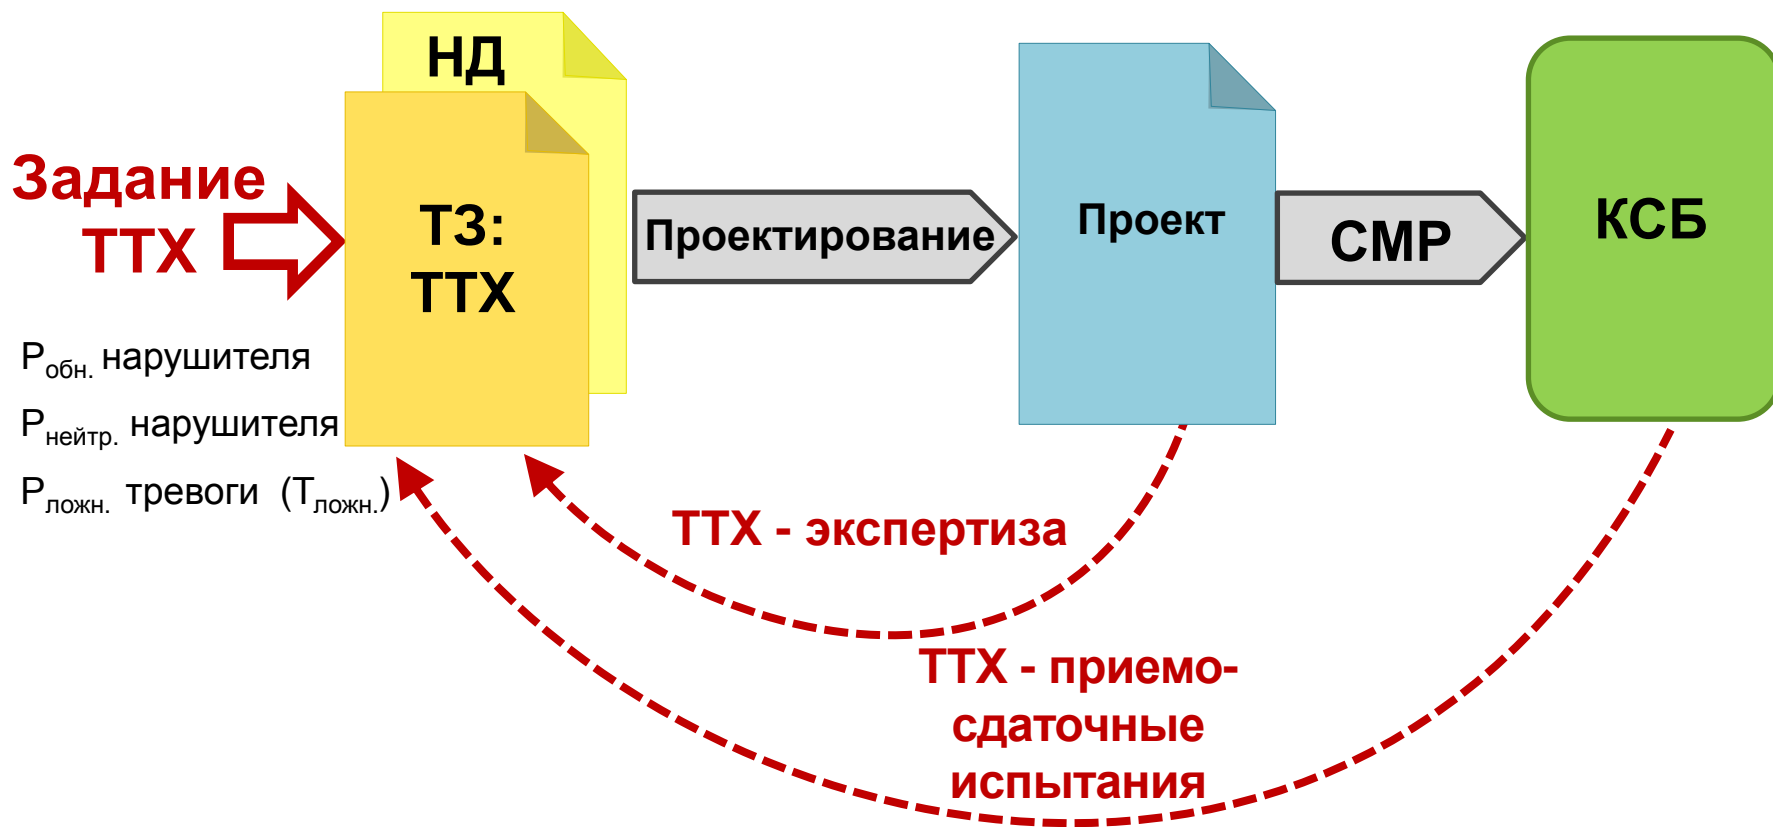 НД
Задание
ТТХ
ТЗ:
ТТХ
Проектирование
Проект
СМР
КСБ
Робн. нарушителя
Рнейтр. нарушителя
Рложн. тревоги (Тложн.)
ТТХ - экспертиза
ТТХ - приемо-
сдаточные
испытания